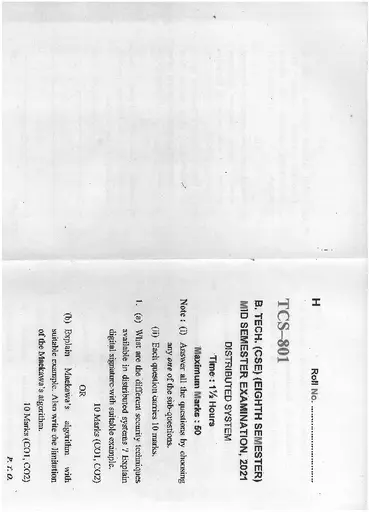 H
Roll No. ..............................
TCS–801
B. TECH. (CSE) (EIGHTH SEMESTER)
MID SEMESTER EXAMINATION, 2021
DISTRIBUTED SYSTEM
Time : 1½ Hours
Maximum Marks : 50
Note : (i) Answer all the questions by choosing
any one of the sub-questions.
(ii) Each question carries 10 marks.
1. (a) What are the different security techniques
available in distributed systems ? Explain
digital signature with suitable example.
10 Marks (CO1, CO2)
OR
(b) Explain Maekawa's algorithm with
suitable example. Also write the limitation
of the Maekawa's algorithm.
10 Marks (CO1, CO2)
P. T. O.